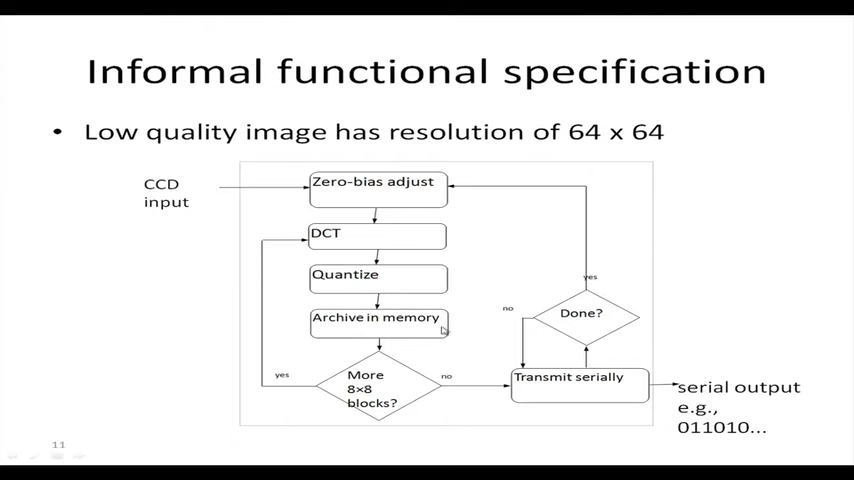 Informal functional specification
• Low quality image has resolution of 64 x 64
CCD
input
Zero-bias adjust
DCT
Quantize
Archive in memory
More
8×8
blocks?
yes
no
Transmit serially
Done?
no
yes
serial output
e.g.,
011010...
11